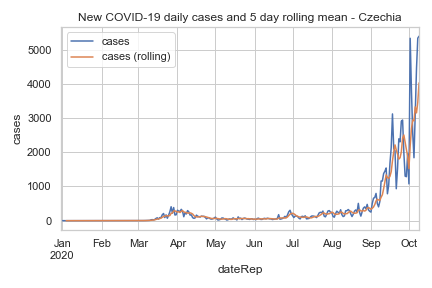 New COVID-19 daily cases and 5 day rolling mean - Czechia
cases
cases (rolling)
5000
4000
3000
2000
1000
0
cases
Jan Feb Mar Apr May Jun Jul Aug Sep Oct
2020
dateRep